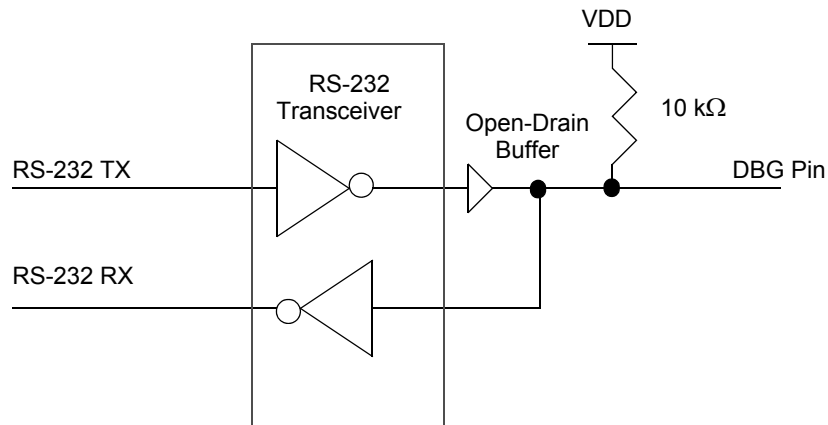 VDD
RS-232
Transceiver
10 kΩ
Open-Drain
Buffer
RS-232 TX
DBG Pin
RS-232 RX